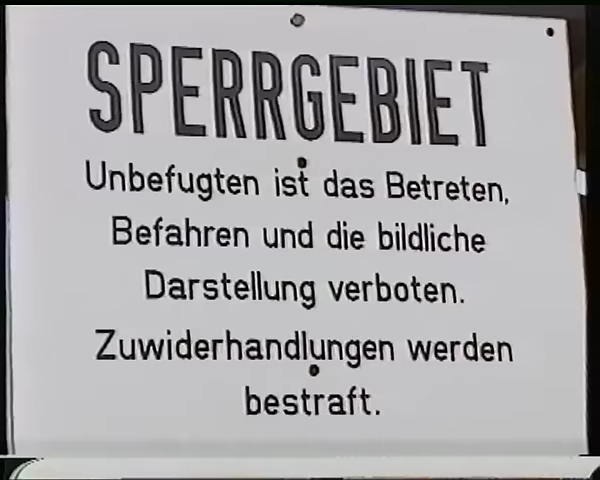 SPERRGEBIET
Unbefugten ist das Betreten,
Befahren und die bildliche
Darstellung verboten.
Zuwiderhandlungen werden
bestraft.